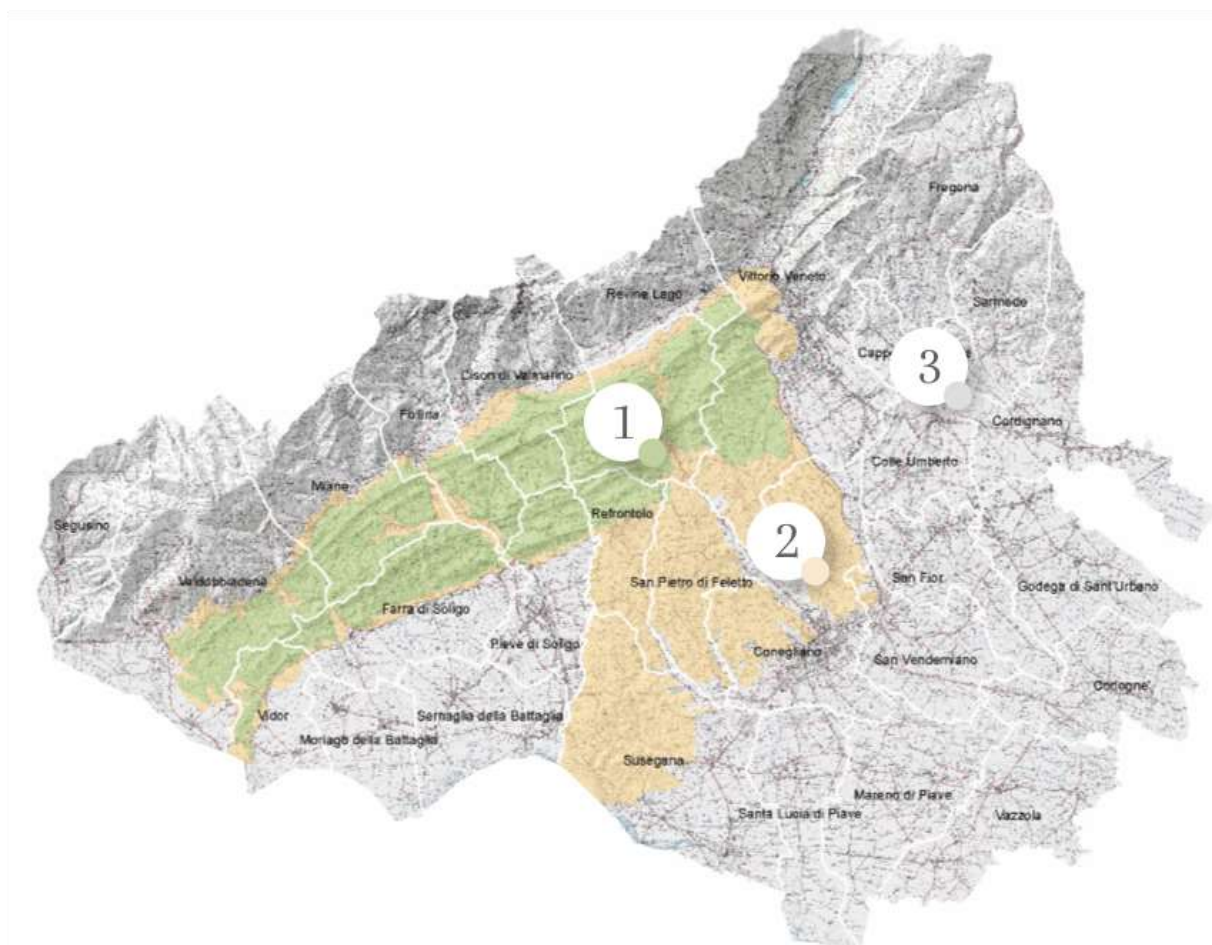 Fregona
Vittorio Veneto
Revine Lago
Sarmede
3
Cison di Valmarino
Cordignano
1
Follina
Colle Umberto
Miane
Segusino
Refrontolo
2
Valdobbiadene
San Pietro di Feletto
San Fior
Godega di Sant'Urbano
Farra di Soligo
Pieve di Soligo
Conegliano
San Vendemiano
Codogne'
Vidor
Sernaglia della Battaglia
Moriago della Battaglia
Susegana
Mareno di Piave
Santa Lucia di Piave
Vazzola